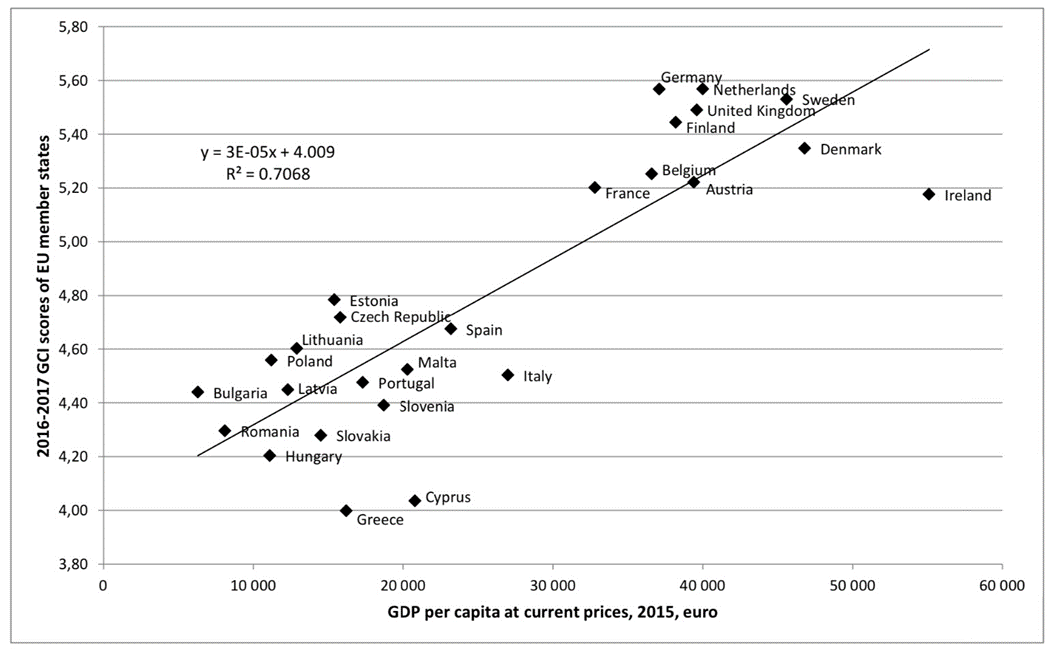 5,80
5,60
5,40
5,20
5,00
4,80
4,60
4,40
4,20
4,00
3,80
2016-2017 GCI scores of EU member states
y = 3E-05x + 4.009
R² = 0.7068
Germany
Netherlands
Sweden
United Kingdom
Finland
Denmark
Belgium
Austria
France
Ireland
Estonia
Czech Republic
Spain
Lithuania
Poland
Malta
Italy
Portugal
Latvia
Bulgaria
Slovenia
Romania
Slovakia
Hungary
Cyprus
Greece
0
10 000
20 000
30 000
40 000
50 000
60 000
GDP per capita at current prices, 2015, euro